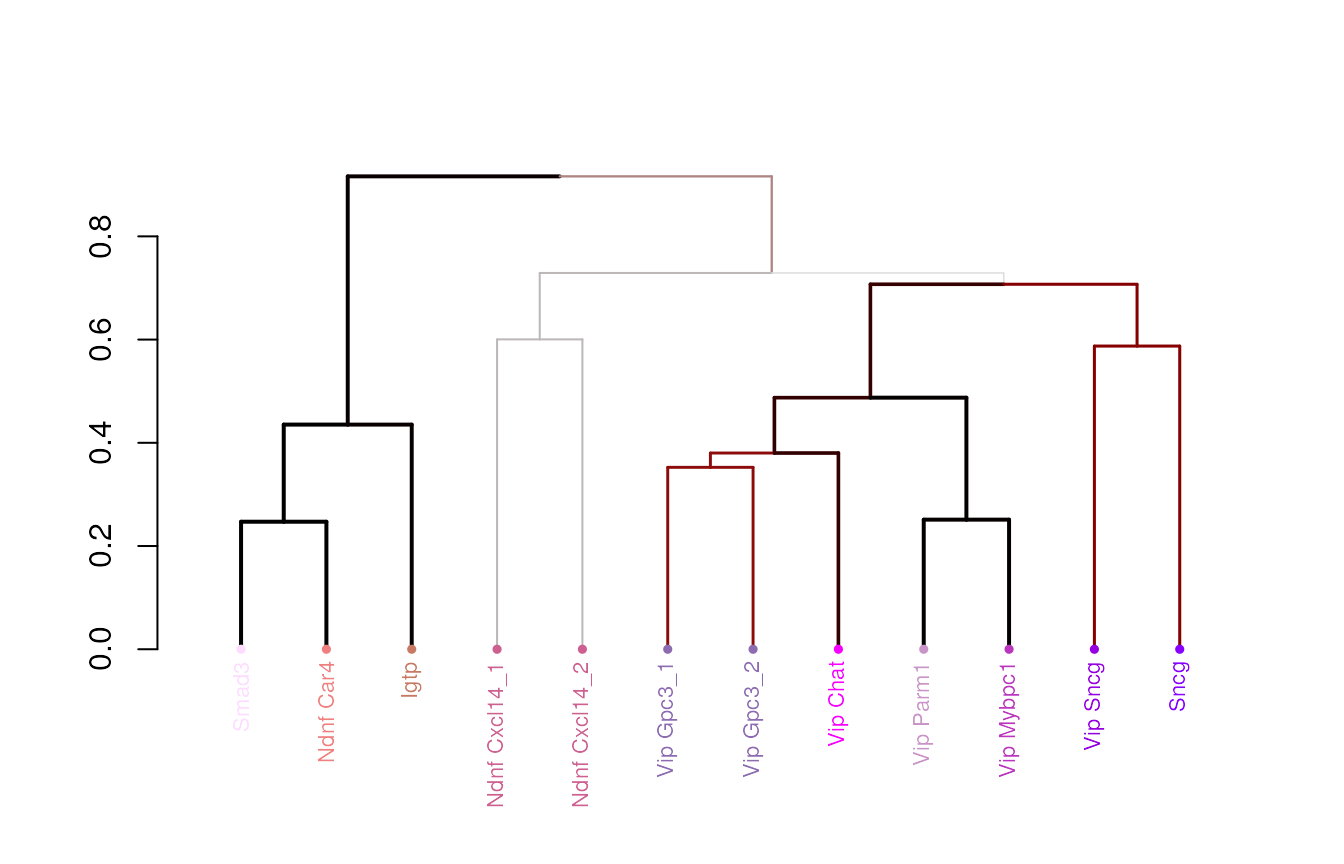 0.8
0.6
0.4
0.2
0.0
Smad3
Ndnf Car4
Igtp
Ndnf Cxcl14_1
Ndnf Cxcl14_2
Vip Gpc3_1
Vip Gpc3_2
Vip Chat
Vip Parm1
Vip Mybpc1
Vip Sncg
Sncg